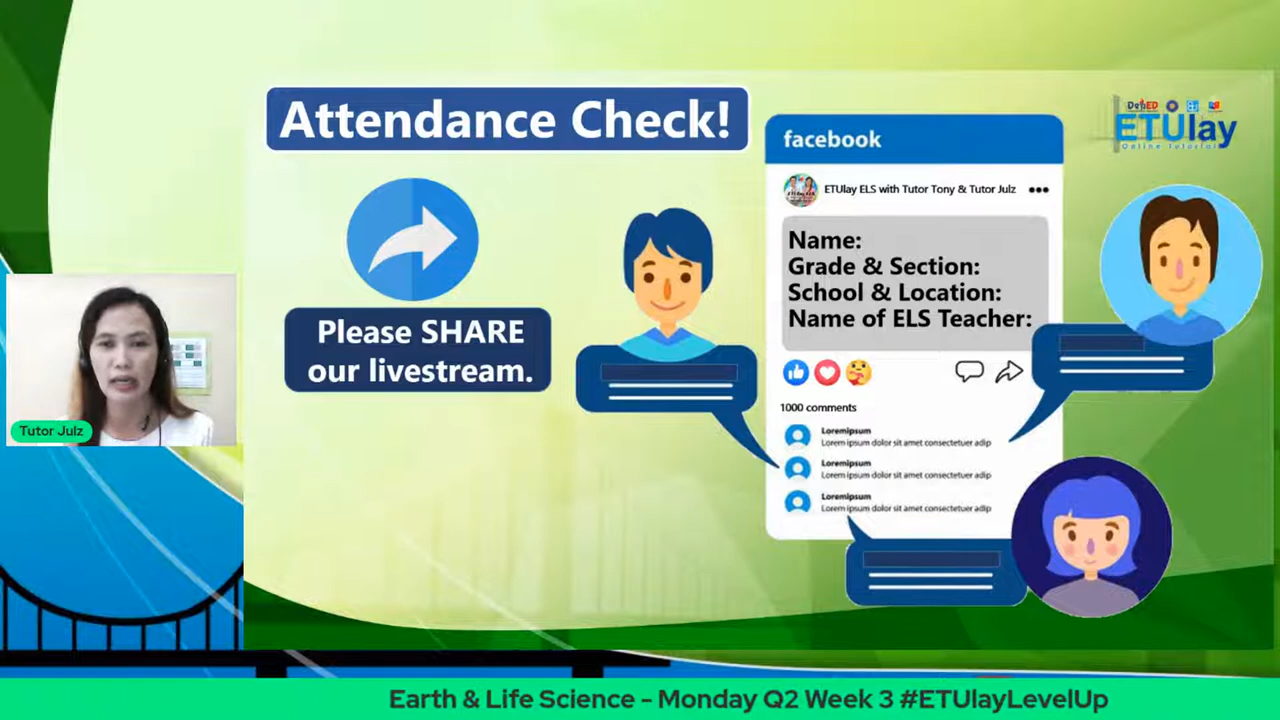 Attendance Check!
DepED
ETUlay
Online Tutorial
facebook
ETUlay ELS with Tutor Tony & Tutor Julz
Name:
Grade & Section:
School & Location:
Name of ELS Teacher:
Please SHARE
our livestream.
1000 comments
Loremipsum
Lorem ipsum dolor sit amet consectetuer adip
Loremipsum
Lorem ipsum dolor sit amet consectetuer adip
Loremipsum
Lorem ipsum dolor sit amet consectetuer adip
Tutor Julz
Earth & Life Science - Monday Q2 Week 3 #ETUlayLevelUp